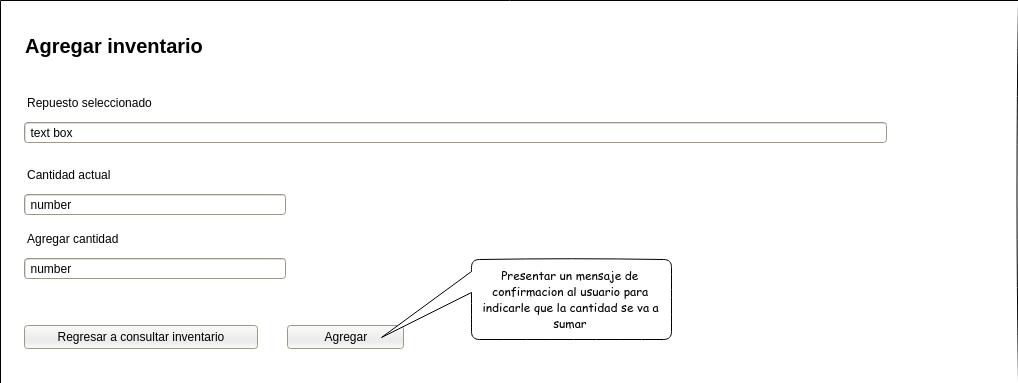 Agregar inventario
Repuesto seleccionado
text box
Cantidad actual
number
Agregar cantidad
number
Presentar un mensaje de
confirmacion al usuario para
indicarle que la cantidad se va a
sumar
Regresar a consultar inventario
Agregar